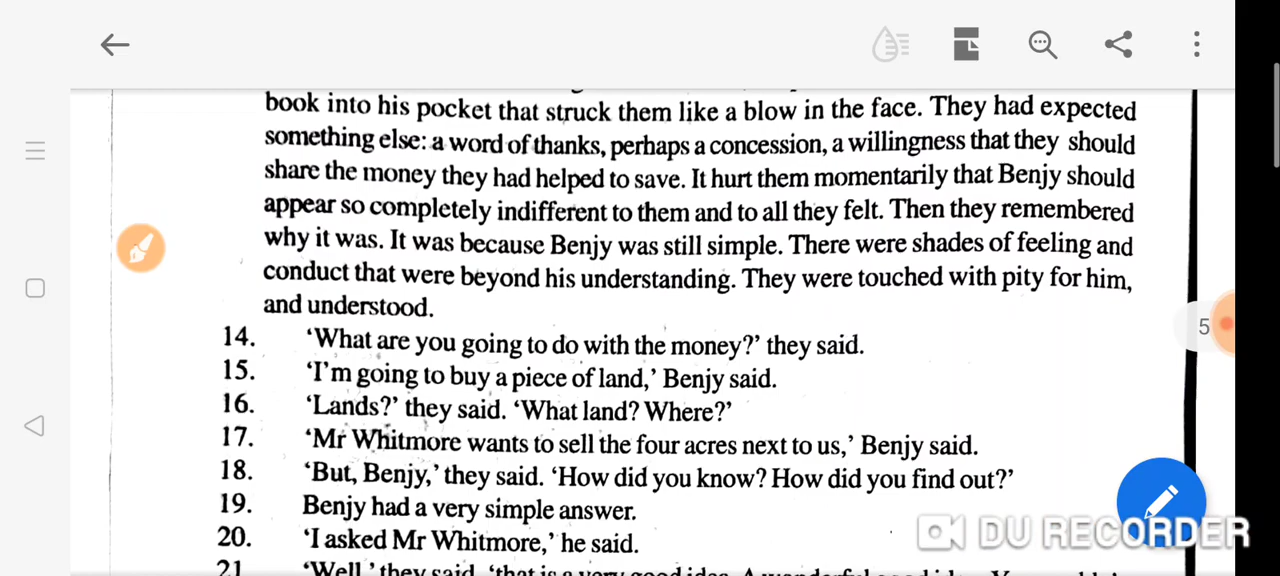 book into his pocket that struck them like a blow in the face. They had expected
something else: a word of thanks, perhaps a concession, a willingness that they should
share the money they had helped to save. It hurt them momentarily that Benjy should
appear so completely indifferent to them and to all they felt. Then they remembered
why it was. It was because Benjy was still simple. There were shades of feeling and
conduct that were beyond his understanding. They were touched with pity for him,
and understood.
5
14. ‘What are you going to do with the money?’ they said.
15. ‘I'm going to buy a piece of land,’ Benjy said.
16. ‘Lands?’ they said. ‘What land? Where?’
17. ‘Mr Whitmore wants to sell the four acres next to us,’ Benjy said.
18. ‘But, Benjy,’ they said. ‘How did you know? How did you find out?’
19. Benjy had a very simple answer.
20. ‘I asked Mr Whitmore,’ he said.
21 ‘Well,’ they said, ‘that is a very good idea. A wonderful good idea.
DU RECORDER